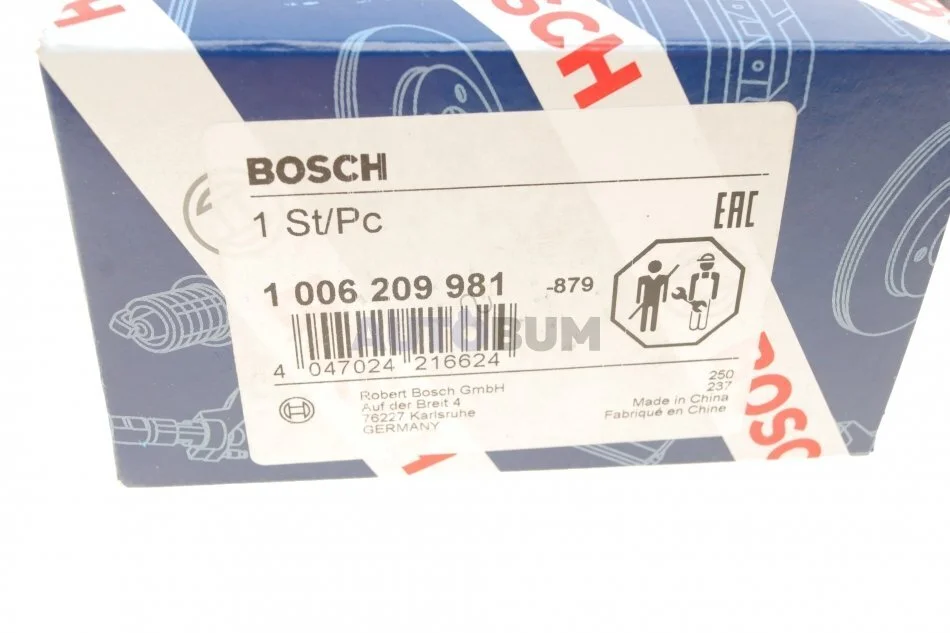 H
BOSCH
BOSCH
1 St/Pc
EAC
1 006 209 981 -879
AUTOBUM
4 047024 216624
Robert Bosch GmbH
Auf der Breit 4
76227 Karlsruhe
GERMANY
250
237
Made in China
Fabriqué en Chine
BOSCH